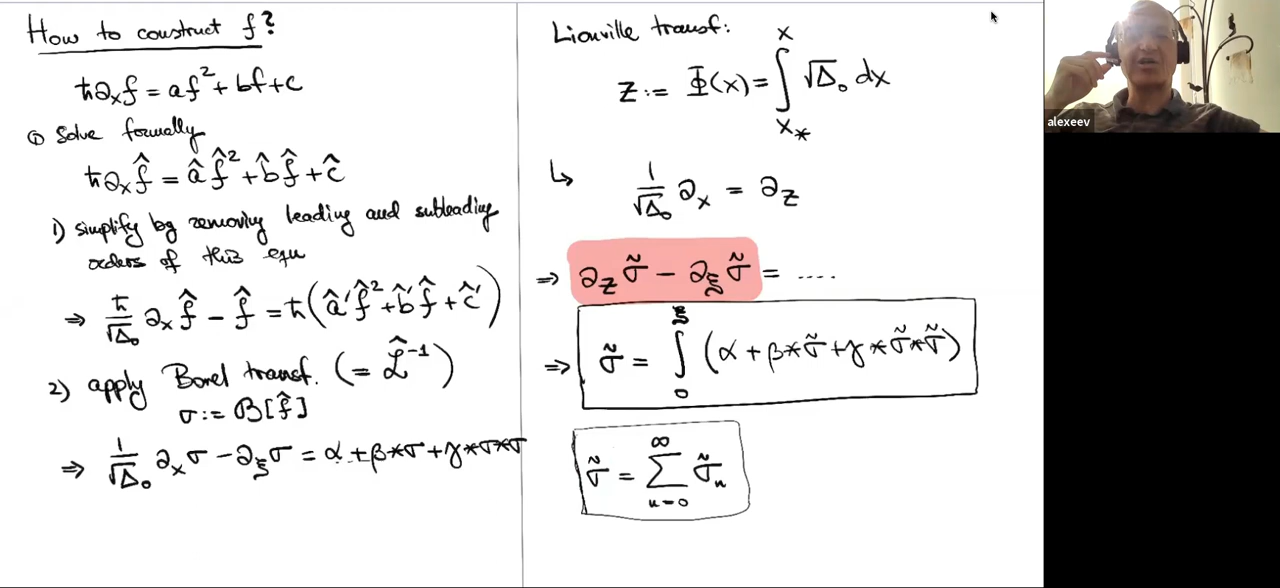 How to construct f?
ħ∂ₓf = af² + bf + c
① Solve formally
ħ∂ₓf̂ = âf̂² + b̂f̂ + ĉ
1) simplify by removing leading and subleading
orders of this equ
⇒ ħ/√Δ₀ ∂ₓf̂ − f̂ = ħ(â′f̂² + b̂′f̂ + ĉ′)
2) apply Borel transf. (= L̂⁻¹)
σ := B[f̂]
⇒ 1/√Δ₀ ∂ₓσ − ∂_ξσ = α + β*σ + γ*σ*σ
Liouville transf:
z := Φ(x) = ∫_{x*}^{x} √Δ₀ dx
↳ 1/√Δ₀ ∂ₓ = ∂_z
⇒ ∂_z σ̃ − ∂_ξ σ̃ = ....
⇒ σ̃ = ∫_0^ξ (α + β*σ̃ + γ*σ̃*σ̃)
σ̃ = ∑_{n=0}^∞ σ̃ₙ
alexeev